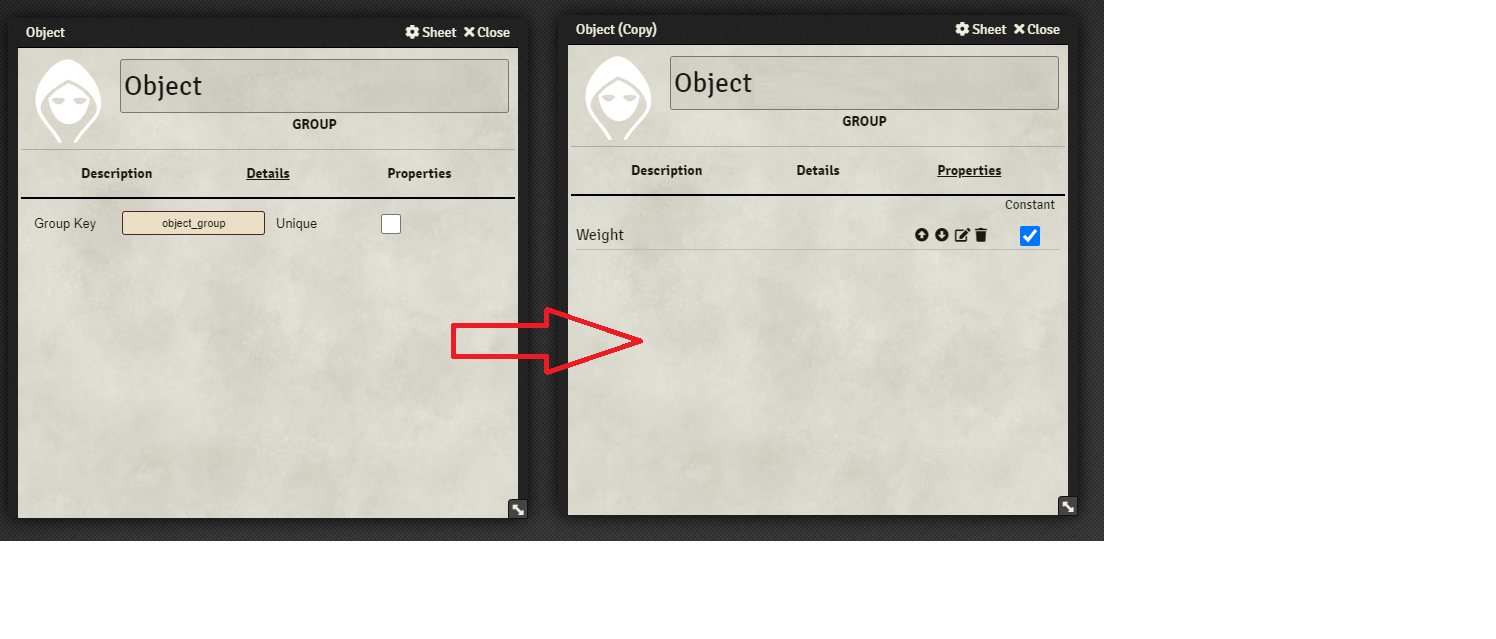 Object Sheet Close
Object
GROUP
Description Details Properties
Group Key object_group Unique
Object (Copy) Sheet Close
Object
GROUP
Description Details Properties
Constant
Weight